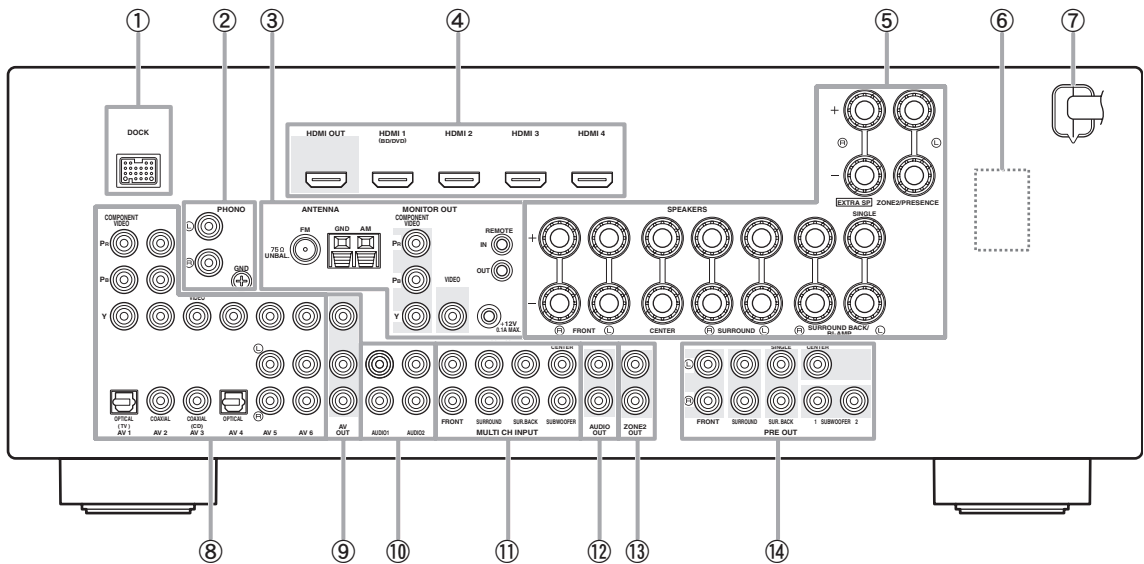 ① ② ③ ④ ⑤ ⑥ ⑦
DOCK
HDMI OUT HDMI 1 HDMI 2 HDMI 3 HDMI 4
(BD/DVD)
+
Ⓡ Ⓛ
−
EXTRA SP ZONE2/PRESENCE
COMPONENT
VIDEO
PR
PB
Y
VIDEO
PHONO
Ⓛ
Ⓡ
GND
ANTENNA
FM
75Ω
UNBAL.
GND AM
MONITOR OUT
COMPONENT
VIDEO
PR
PB
Y
VIDEO
REMOTE
IN
OUT
+12V
0.1A MAX.
SPEAKERS
SINGLE
+
−
Ⓡ FRONT Ⓛ CENTER Ⓡ SURROUND Ⓛ Ⓡ SURROUND BACK/ Ⓛ
BI-AMP
Ⓛ
Ⓡ
OPTICAL COAXIAL COAXIAL OPTICAL
(TV) (CD)
AV 1 AV 2 AV 3 AV 4 AV 5 AV 6
AV
OUT
AUDIO1 AUDIO2
CENTER
FRONT SURROUND SUR.BACK SUBWOOFER
MULTI CH INPUT
AUDIO
OUT
ZONE2
OUT
SINGLE CENTER
Ⓛ
Ⓡ
FRONT SURROUND SUR. BACK 1 SUBWOOFER 2
PRE OUT
⑧ ⑨ ⑩ ⑪ ⑫ ⑬ ⑭